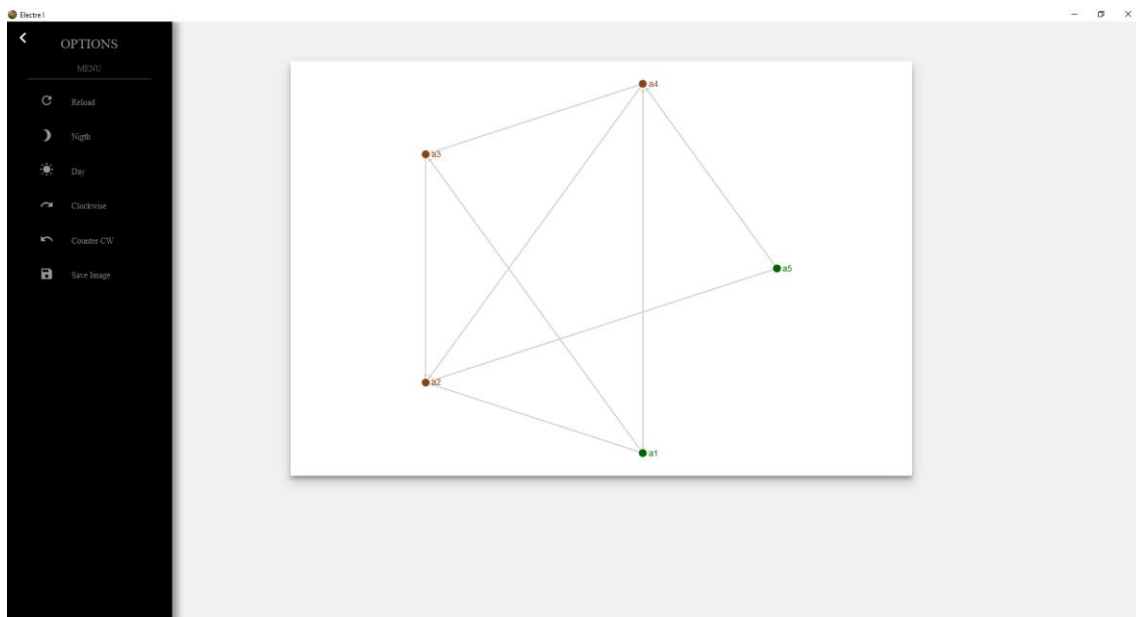 Electre I
OPTIONS
MENU
Reload
Nigth
Day
Clockwise
Counter CW
Save Image
a4
a3
a5
a2
a1